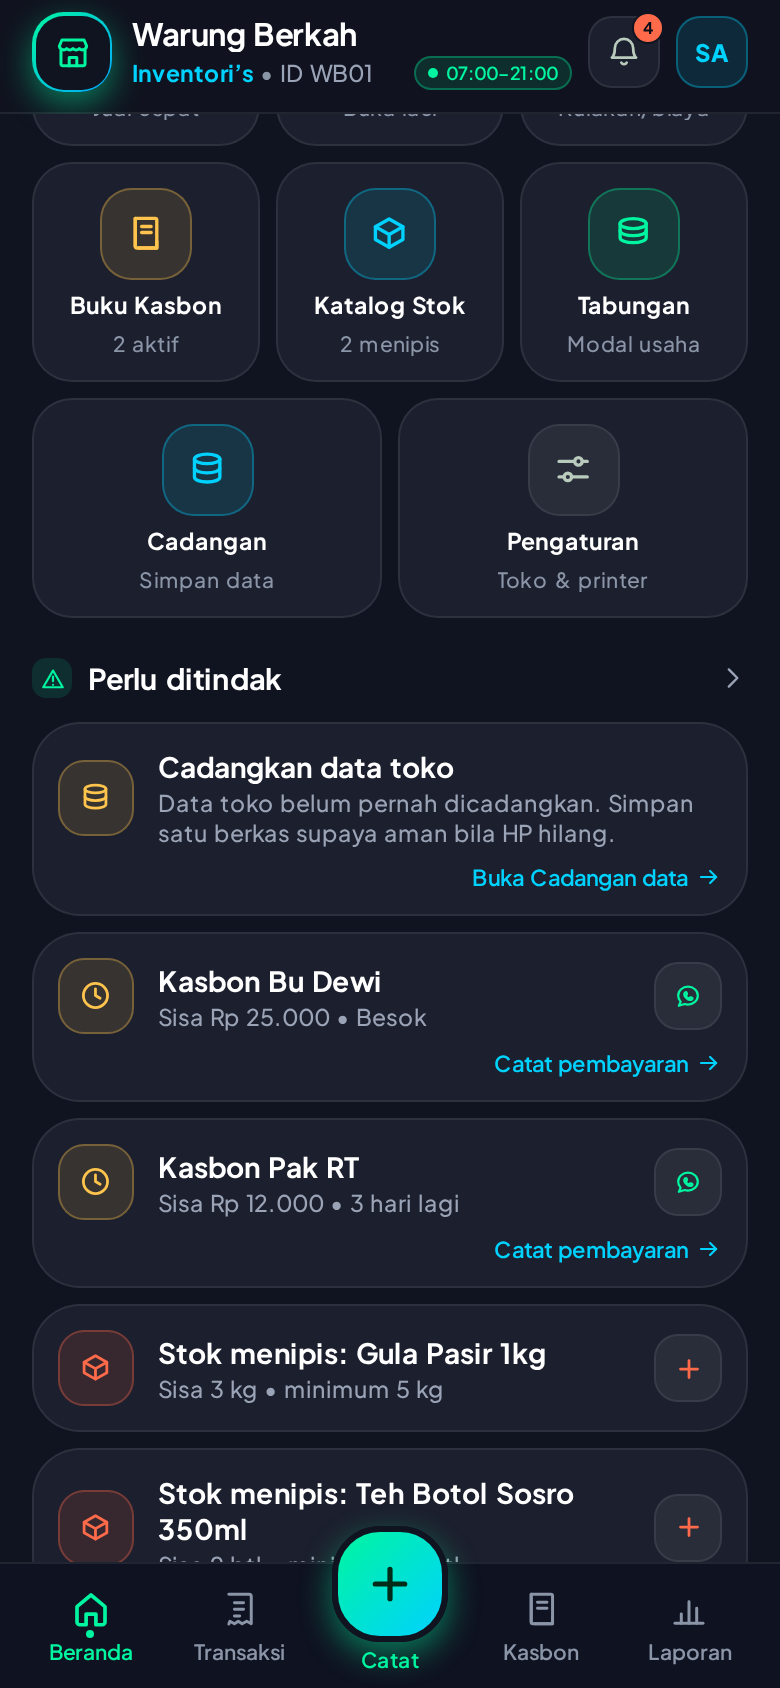 Warung Berkah
Inventori's • ID WB01
07:00–21:00
4
SA
Buku Kasbon
2 aktif
Katalog Stok
2 menipis
Tabungan
Modal usaha
Cadangan
Simpan data
Pengaturan
Toko & printer
Perlu ditindak
Cadangkan data toko
Data toko belum pernah dicadangkan. Simpan
satu berkas supaya aman bila HP hilang.
Buka Cadangan data →
Kasbon Bu Dewi
Sisa Rp 25.000 • Besok
Catat pembayaran →
Kasbon Pak RT
Sisa Rp 12.000 • 3 hari lagi
Catat pembayaran →
Stok menipis: Gula Pasir 1kg
Sisa 3 kg • minimum 5 kg
Stok menipis: Teh Botol Sosro
350ml
Beranda
Transaksi
Catat
Kasbon
Laporan